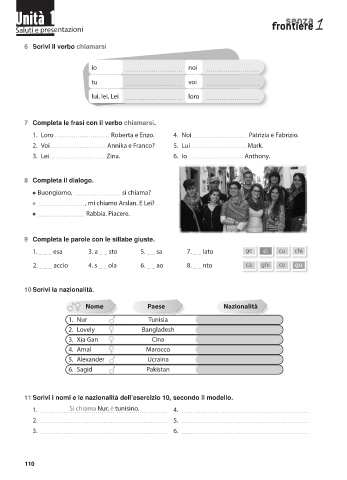 Unità 1
Saluti e presentazioni
senza
frontiere 1
6 Scrivi il verbo chiamarsi
io noi
tu voi
lui, lei, Lei loro
7 Completa le frasi con il verbo chiamarsi.
1. Loro ........................ Roberta e Enzo. 4. Noi ........................ Patrizia e Fabrizio.
2. Voi ........................ Annika e Franco? 5. Lui ........................ Mark.
3. Lei ........................ Zina. 6. Io ........................ Anthony.
8 Completa il dialogo.
● Buongiorno, ........................ si chiama?
○ ........................, mi chiamo Arslan. E Lei?
● ........................ Rabbia. Piacere.
9 Completa le parole con le sillabe giuste.
1. _ _ _ esa 3. a _ _ sto 5. _ _ sa 7. _ _ lato ge ci cu chi
2. _ _ _ accio 4. s _ _ ola 6. _ _ ao 8. _ _ nto ca ghi ce go
10 Scrivi la nazionalità.
♂♀ Nome Paese Nazionalità
1. Nur ♂ Tunisia
2. Lovely ♀ Bangladesh
3. Xia Gan ♀ Cina
4. Amal ♀ Marocco
5. Alexander ♂ Ucraina
6. Sagid ♂ Pakistan
11 Scrivi i nomi e le nazionalità dell'esercizio 10, secondo il modello.
1. Si chiama Nur, è tunisino. 4.
2. 5.
3. 6.
110